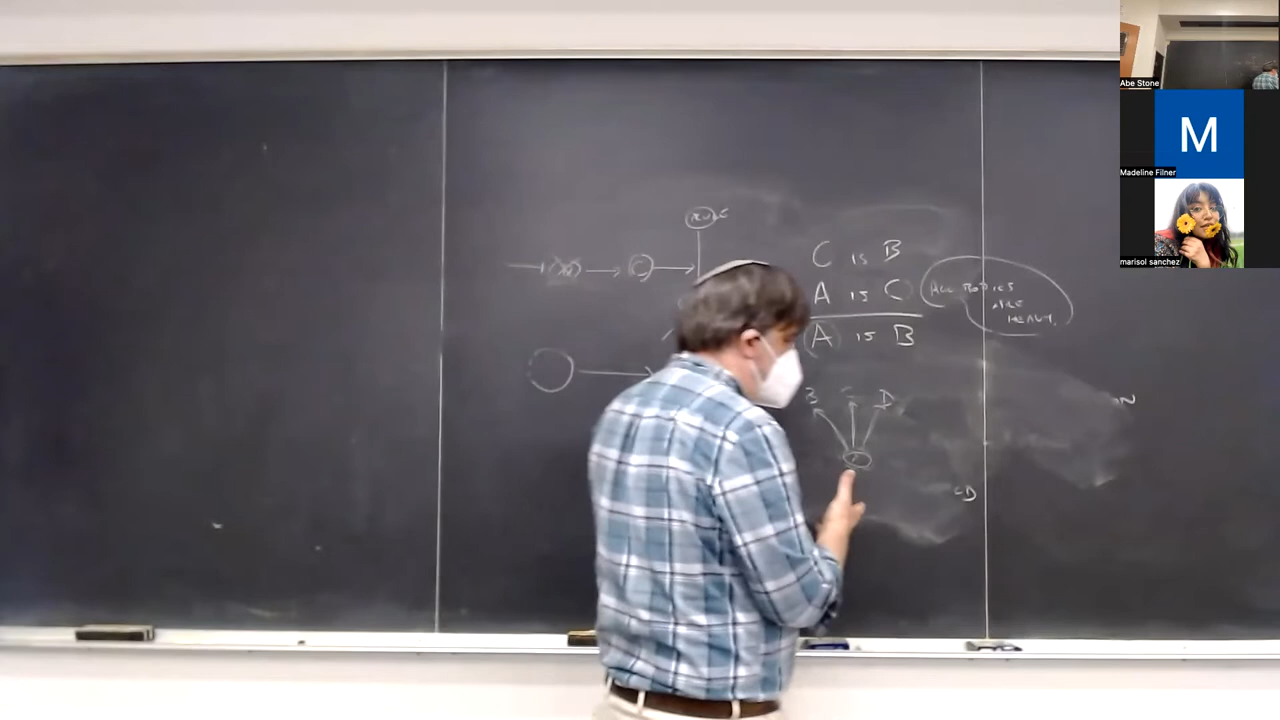 C is B
A is C
A is B
ALL BODIES
ARE
HEAVY.
B C D
Abe Stone
M
Madeline Filner
marisol sanchez